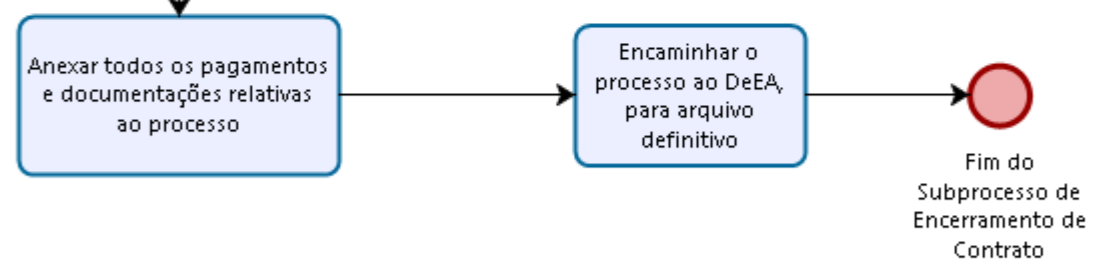 Anexar todos os pagamentos
e documentações relativas
ao processo
Encaminhar o
processo ao DeEA,
para arquivo
definitivo
Fim do
Subprocesso de
Encerramento de
Contrato